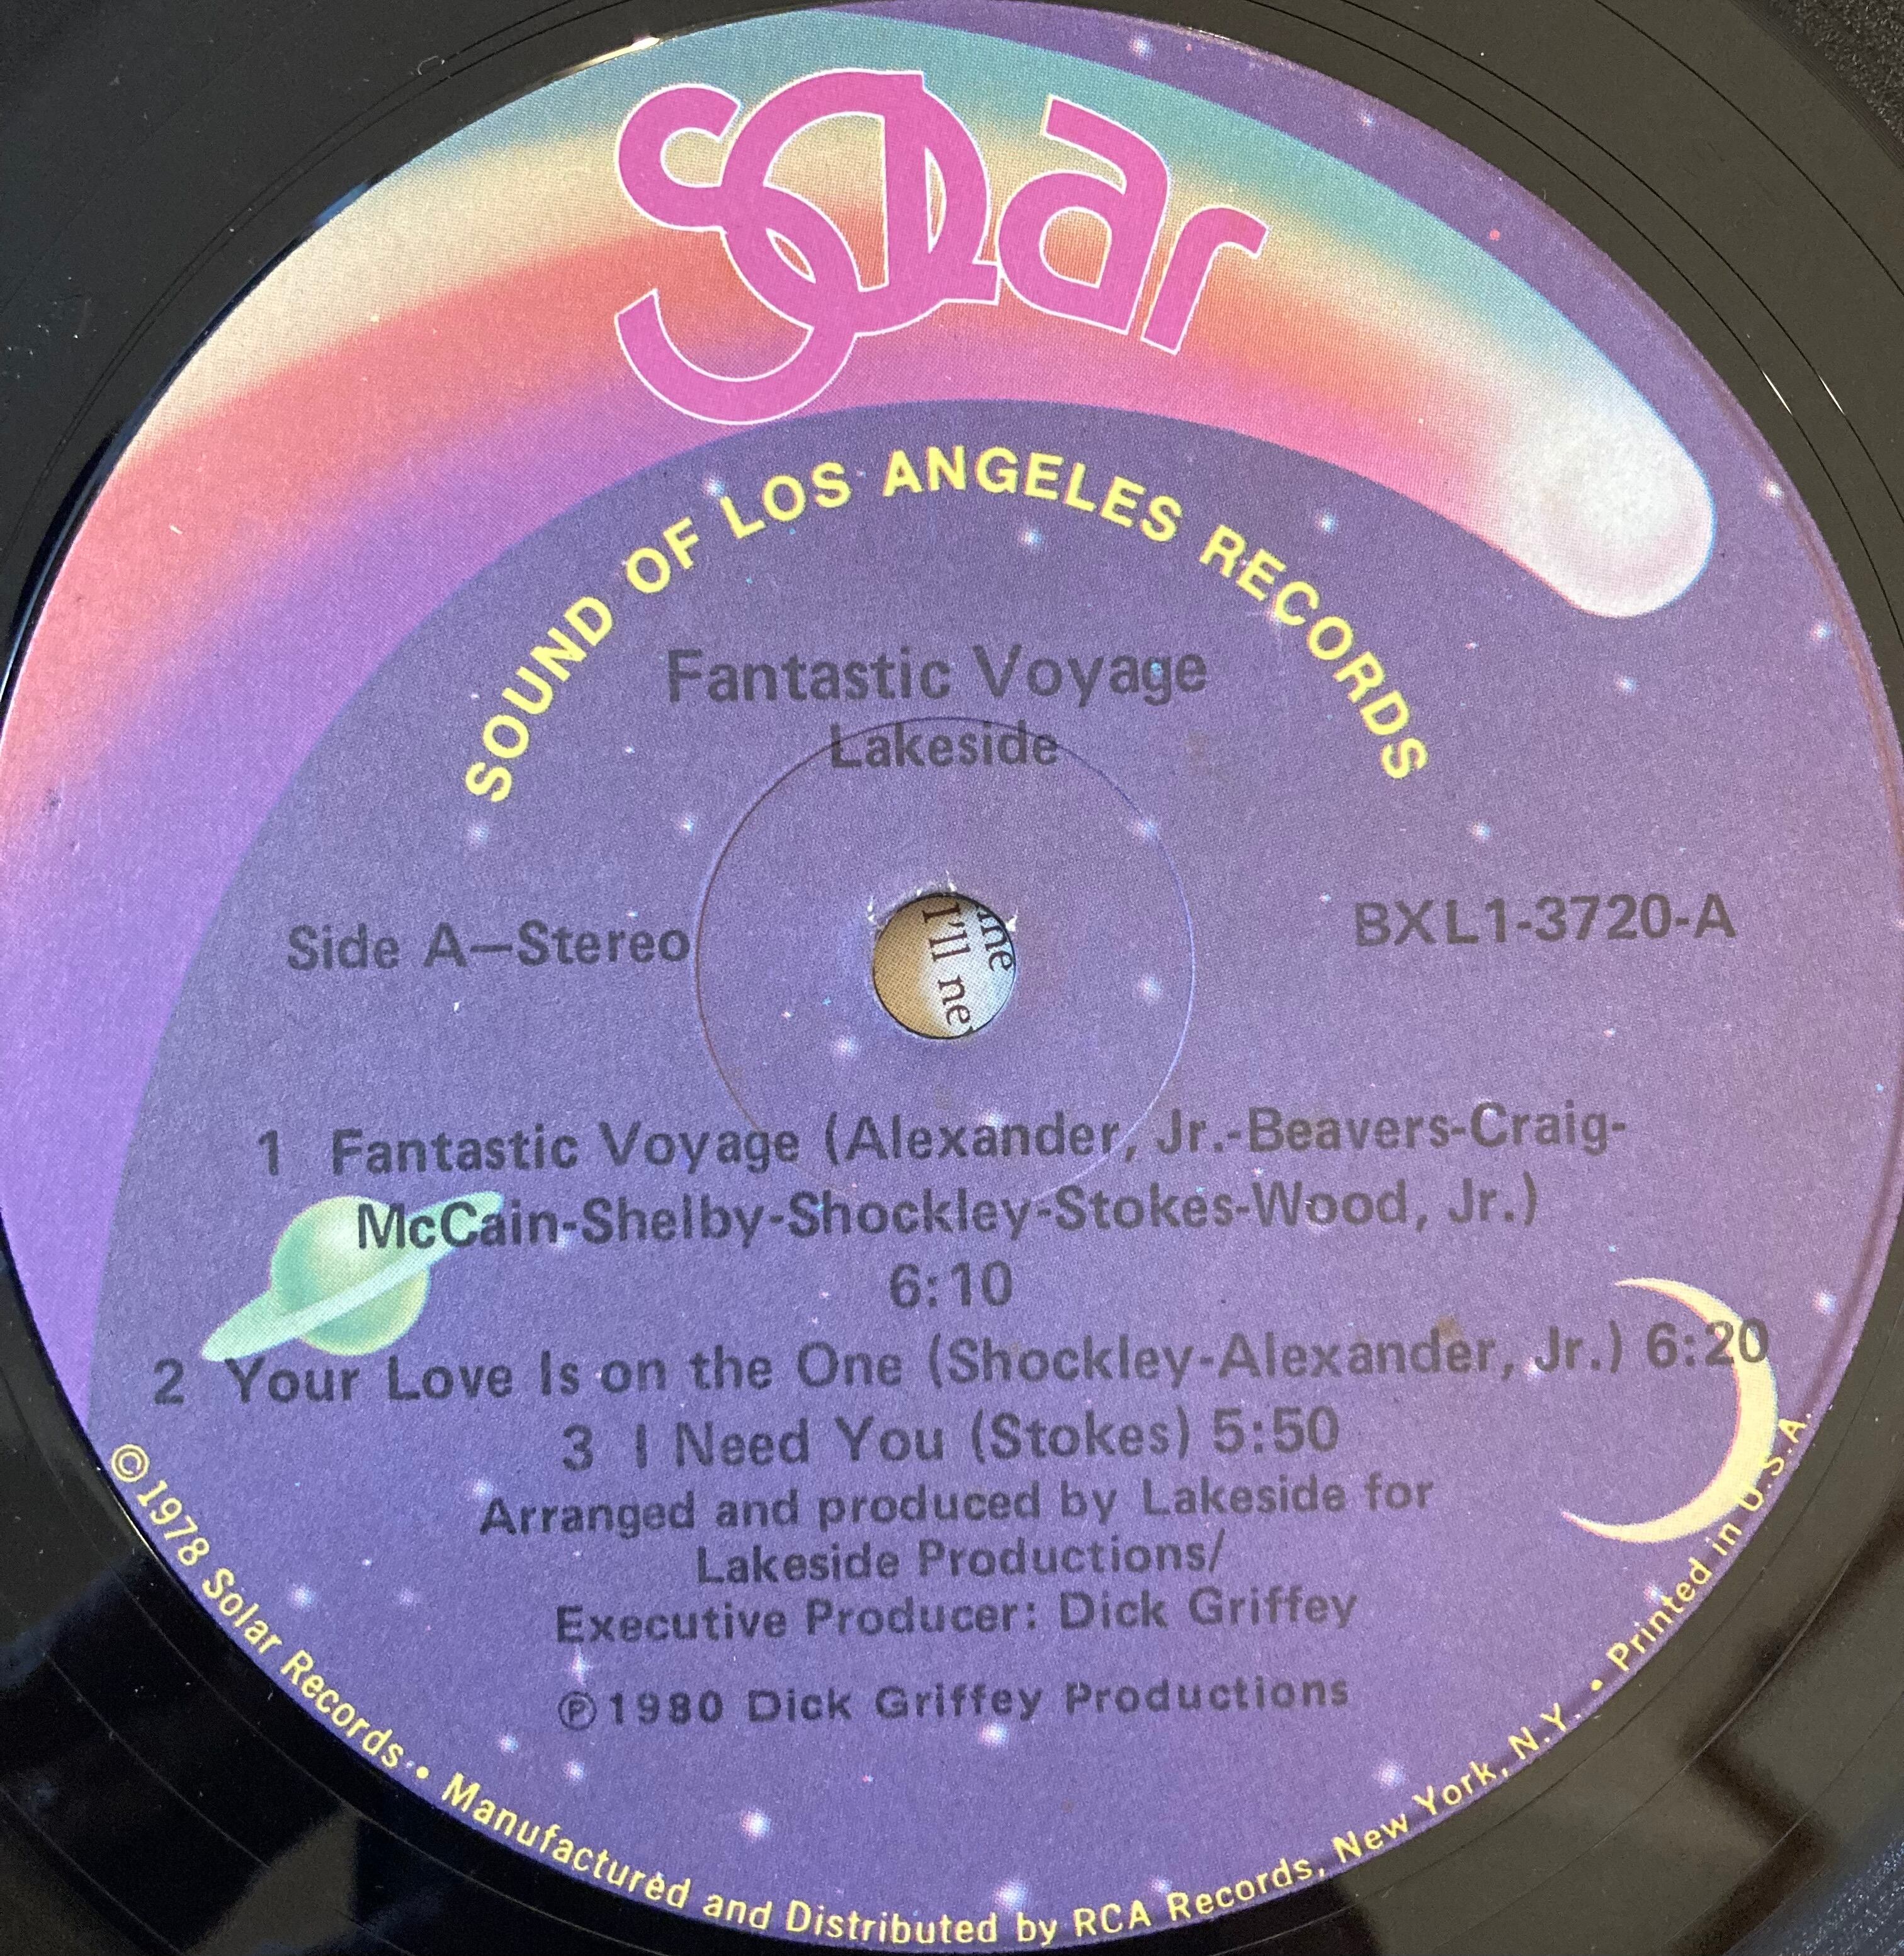 Solar
SOUND OF LOS ANGELES RECORDS
Fantastic Voyage
Lakeside
Side A—Stereo
BXL1-3720-A
I'll
1 Fantastic Voyage (Alexander, Jr.-Beavers-Craig-
McCain-Shelby-Shockley-Stokes-Wood, Jr.)
6:10
2 Your Love Is on the One (Shockley-Alexander, Jr.) 6:20
3 I Need You (Stokes) 5:50
Arranged and produced by Lakeside for
Lakeside Productions/
Executive Producer: Dick Griffey
℗1980 Dick Griffey Productions
©1978 Solar Records • Manufactured and Distributed by RCA Records, New York, N.Y. • Printed in U.S.A.